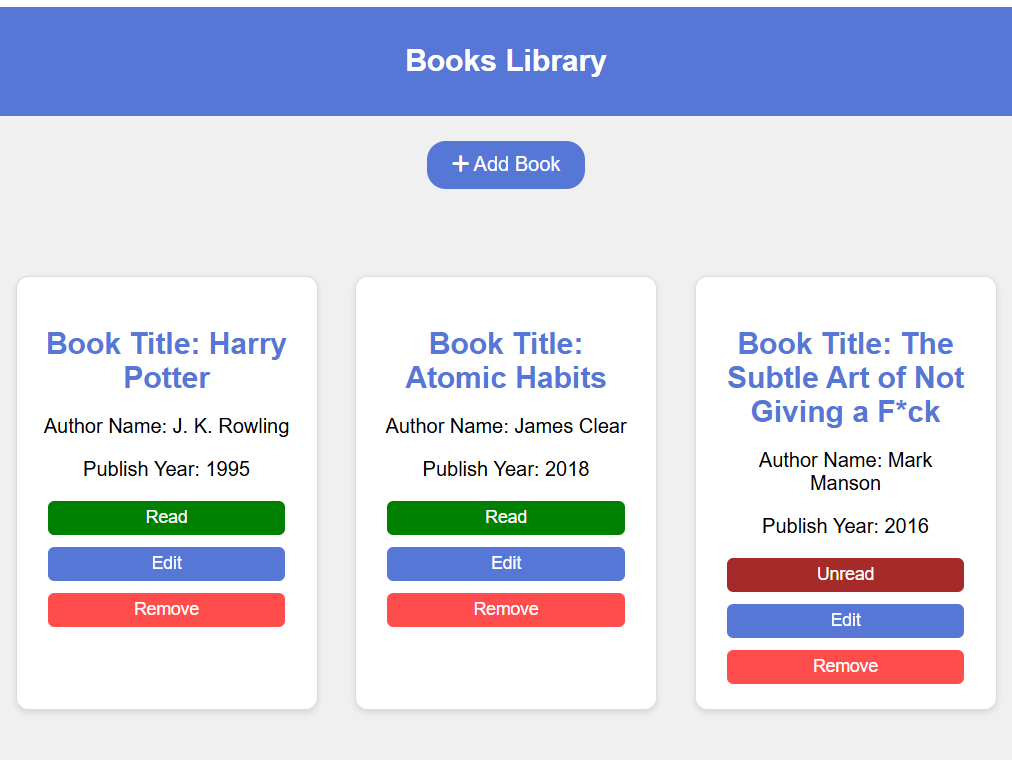 Books Library
+ Add Book
Book Title: Harry
Potter
Author Name: J. K. Rowling
Publish Year: 1995
Read
Edit
Remove
Book Title:
Atomic Habits
Author Name: James Clear
Publish Year: 2018
Read
Edit
Remove
Book Title: The
Subtle Art of Not
Giving a F*ck
Author Name: Mark
Manson
Publish Year: 2016
Unread
Edit
Remove